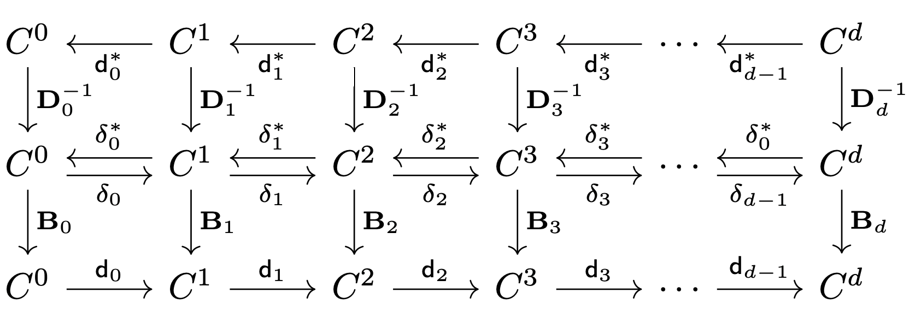 C^0 ← C^1 ← C^2 ← C^3 ← ⋯ ← C^d
d_0^* d_1^* d_2^* d_3^* d_{d−1}^*
D_0^{−1} D_1^{−1} D_2^{−1} D_3^{−1} D_d^{−1}
δ_0^* δ_1^* δ_2^* δ_3^* δ_0^*
C^0 ⇄ C^1 ⇄ C^2 ⇄ C^3 ⇄ ⋯ ⇄ C^d
δ_0 δ_1 δ_2 δ_3 δ_{d−1}
B_0 B_1 B_2 B_3 B_d
d_0 d_1 d_2 d_3 d_{d−1}
C^0 → C^1 → C^2 → C^3 → ⋯ → C^d